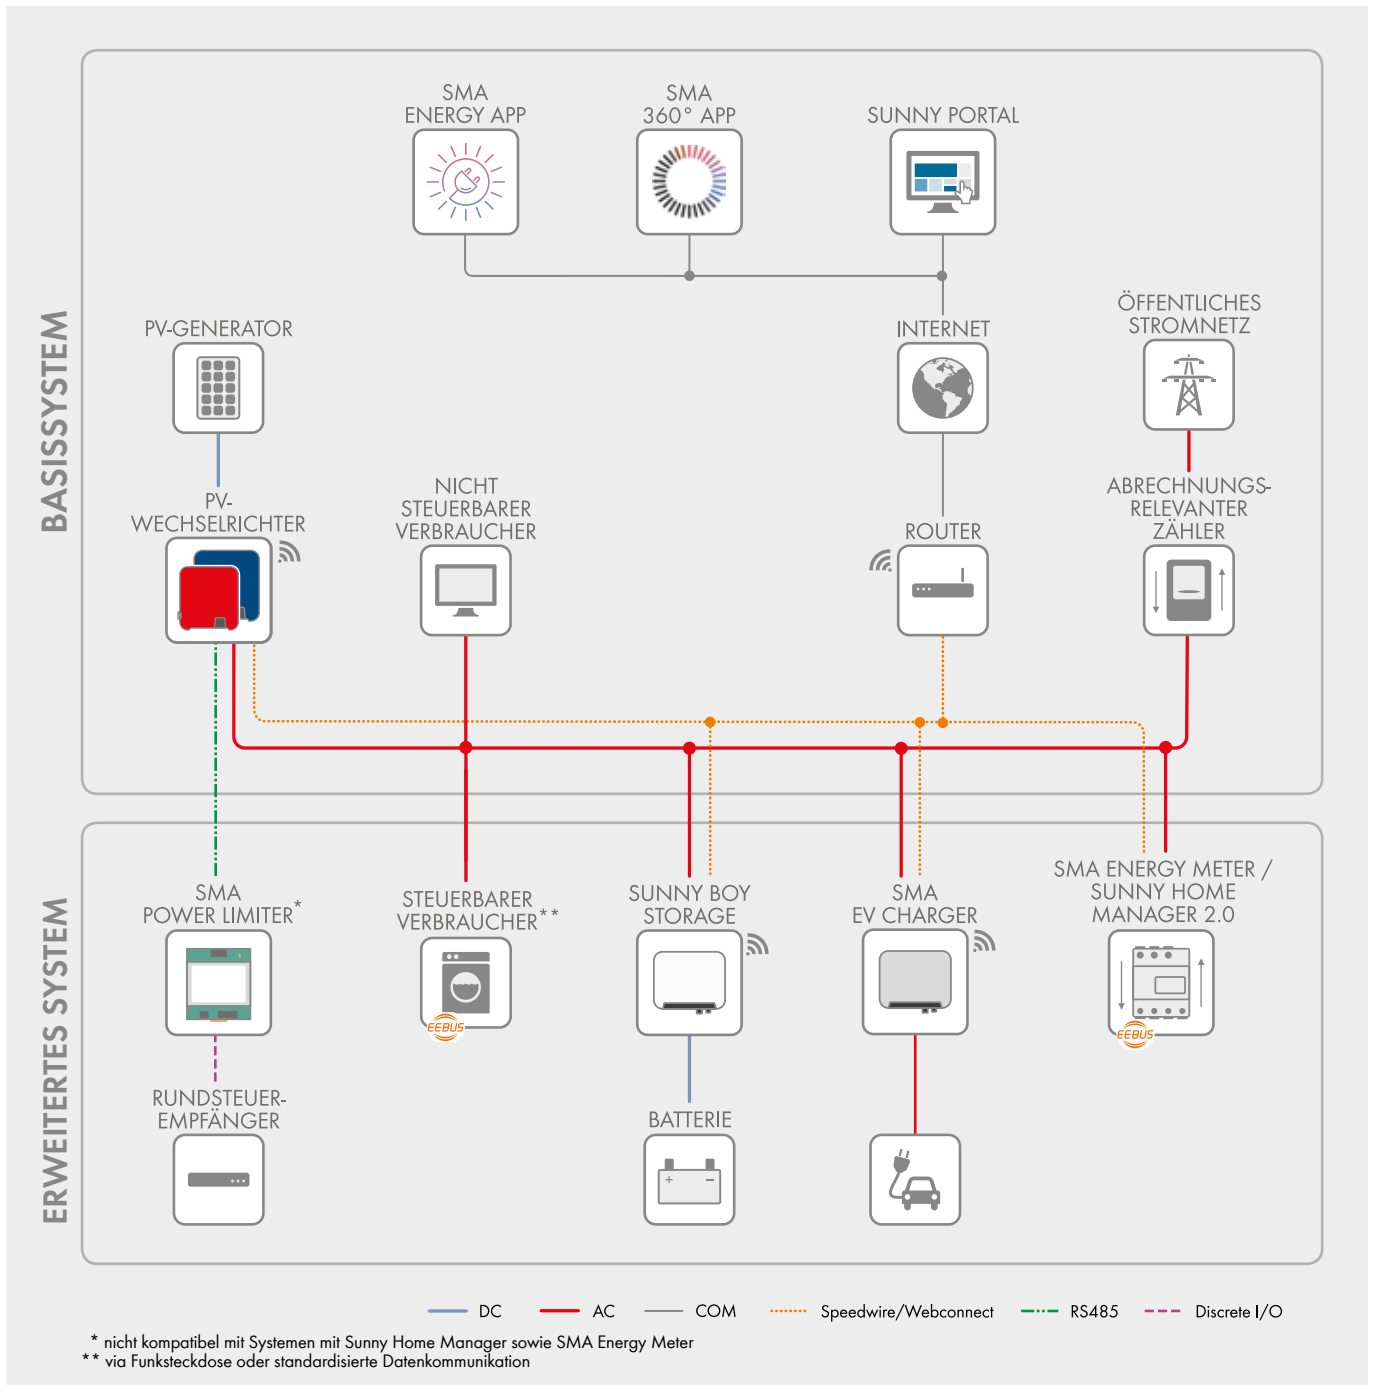 SMA
ENERGY APP
SMA
360° APP
SUNNY PORTAL
BASISSYSTEM
PV-GENERATOR
INTERNET
ÖFFENTLICHES
STROMNETZ
PV-
WECHSELRICHTER
NICHT
STEUERBARER
VERBRAUCHER
ROUTER
ABRECHNUNGS-
RELEVANTER
ZÄHLER
ERWEITERTES SYSTEM
SMA
POWER LIMITER*
STEUERBARER
VERBRAUCHER**
EEBUS
SUNNY BOY
STORAGE
SMA
EV CHARGER
SMA ENERGY METER /
SUNNY HOME
MANAGER 2.0
EEBUS
RUNDSTEUER-
EMPFÄNGER
BATTERIE
+ −
DC AC COM Speedwire/Webconnect RS485 Discrete I/O
* nicht kompatibel mit Systemen mit Sunny Home Manager sowie SMA Energy Meter
** via Funksteckdose oder standardisierte Datenkommunikation